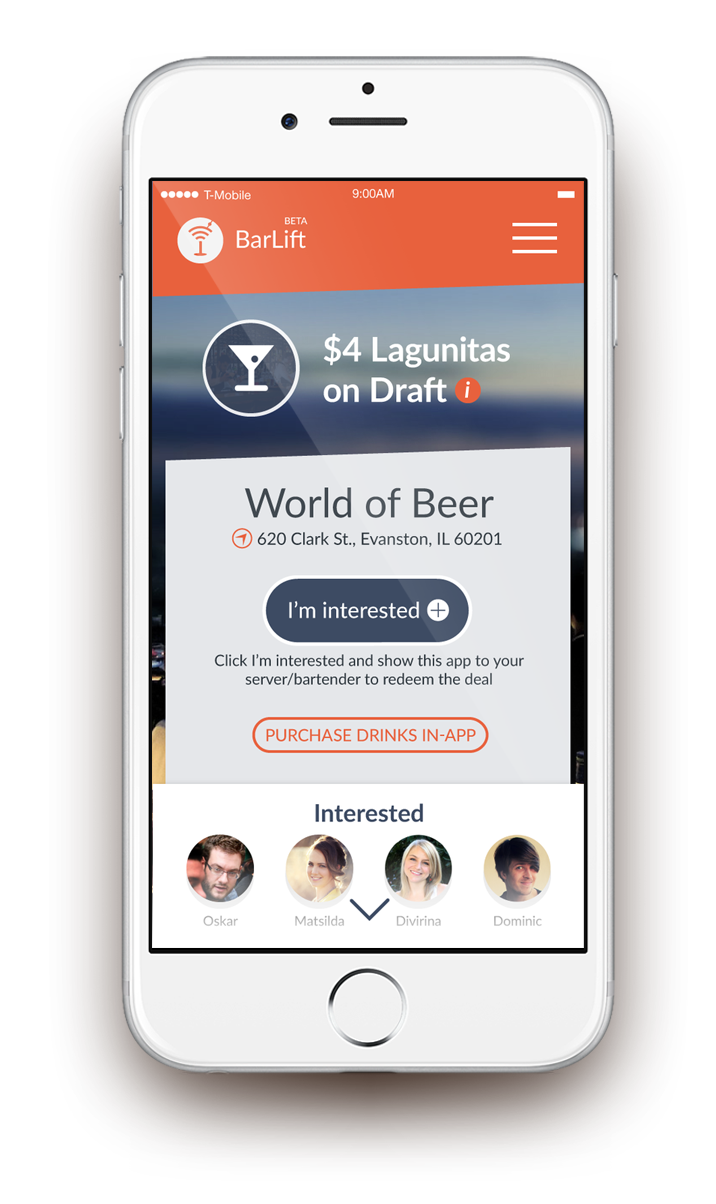 T-Mobile 9:00AM
BETA
BarLift
$4 Lagunitas
on Draft i
World of Beer
620 Clark St., Evanston, IL 60201
I'm interested
Click I'm interested and show this app to your
server/bartender to redeem the deal
PURCHASE DRINKS IN-APP
Interested
Oskar Matsilda Divirina Dominic